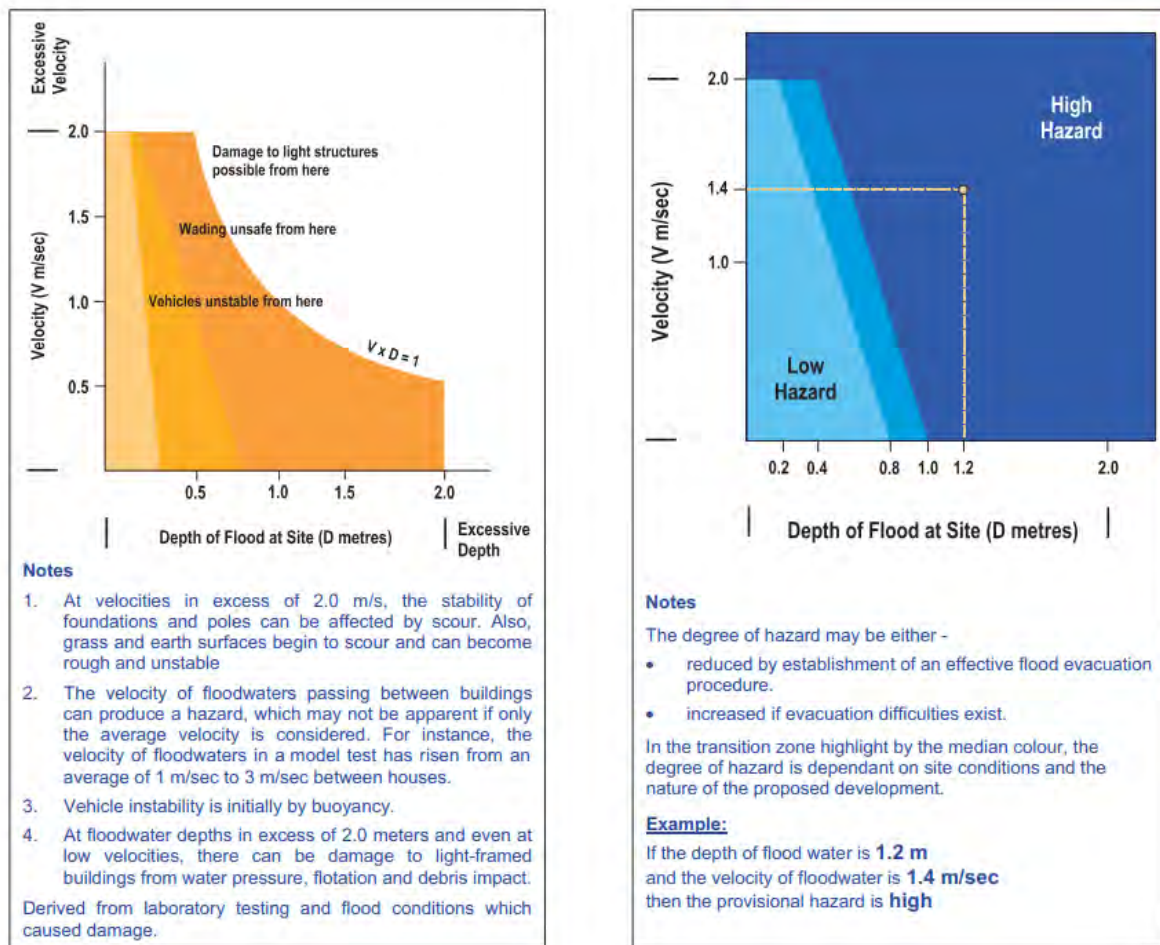 Excessive
Velocity
2.0
1.5
1.0
0.5
Velocity (V m/sec)
Damage to light structures
possible from here
Wading unsafe from here
Vehicles unstable from here
V x D = 1
0.5 1.0 1.5 2.0
Depth of Flood at Site (D metres)
Excessive
Depth
Notes
1. At velocities in excess of 2.0 m/s, the stability of
foundations and poles can be affected by scour. Also,
grass and earth surfaces begin to scour and can become
rough and unstable
2. The velocity of floodwaters passing between buildings
can produce a hazard, which may not be apparent if only
the average velocity is considered. For instance, the
velocity of floodwaters in a model test has risen from an
average of 1 m/sec to 3 m/sec between houses.
3. Vehicle instability is initially by buoyancy.
4. At floodwater depths in excess of 2.0 meters and even at
low velocities, there can be damage to light-framed
buildings from water pressure, flotation and debris impact.
Derived from laboratory testing and flood conditions which
caused damage.
2.0
1.4
1.0
Velocity (V m/sec)
High
Hazard
Low
Hazard
0.2 0.4 0.8 1.0 1.2 2.0
Depth of Flood at Site (D metres)
Notes
The degree of hazard may be either -
• reduced by establishment of an effective flood evacuation
procedure.
• increased if evacuation difficulties exist.
In the transition zone highlight by the median colour, the
degree of hazard is dependant on site conditions and the
nature of the proposed development.
Example:
If the depth of flood water is 1.2 m
and the velocity of floodwater is 1.4 m/sec
then the provisional hazard is high